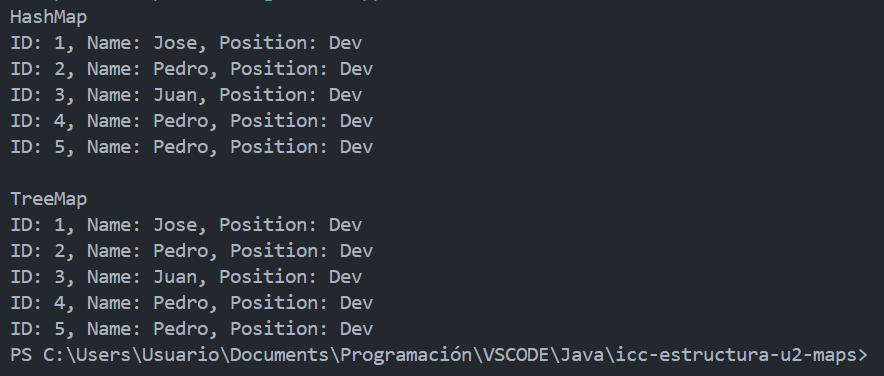 HashMap
ID: 1, Name: Jose, Position: Dev
ID: 2, Name: Pedro, Position: Dev
ID: 3, Name: Juan, Position: Dev
ID: 4, Name: Pedro, Position: Dev
ID: 5, Name: Pedro, Position: Dev

TreeMap
ID: 1, Name: Jose, Position: Dev
ID: 2, Name: Pedro, Position: Dev
ID: 3, Name: Juan, Position: Dev
ID: 4, Name: Pedro, Position: Dev
ID: 5, Name: Pedro, Position: Dev
PS C:\Users\Usuario\Documents\Programación\VSCODE\Java\icc-estructura-u2-maps>